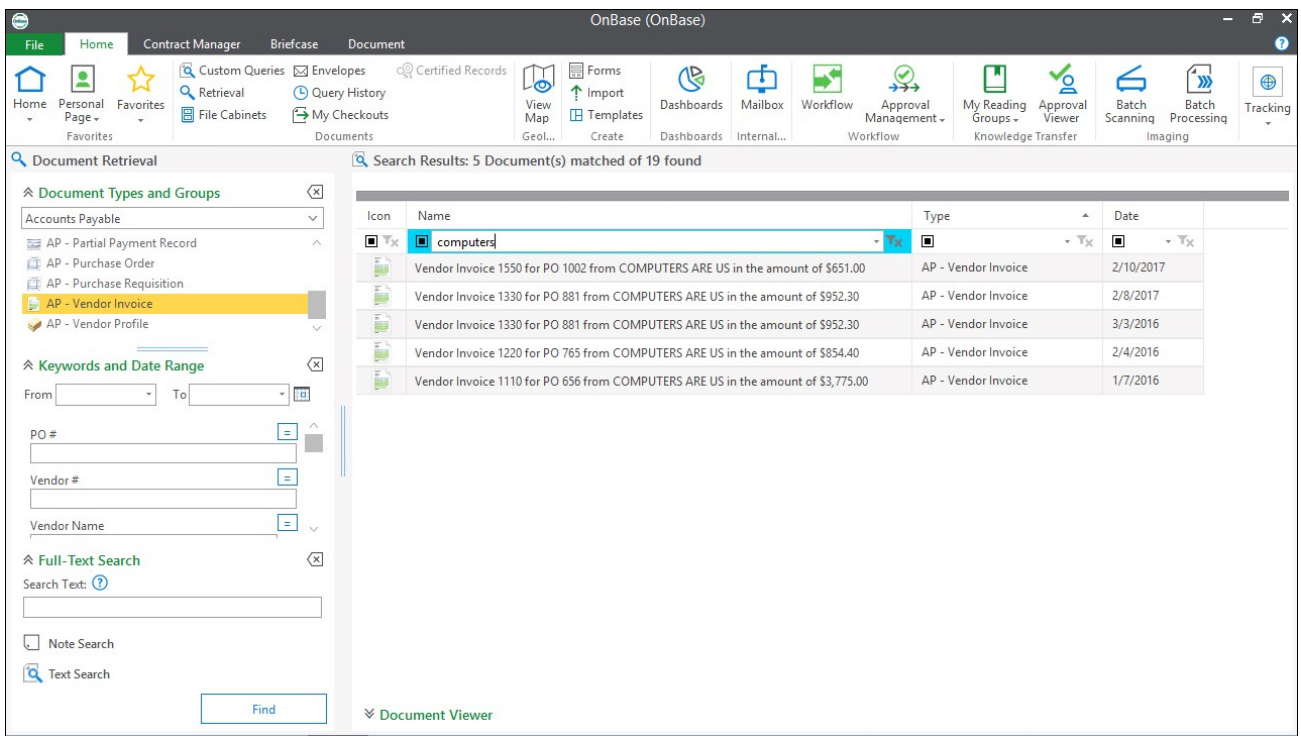 OnBase (OnBase)
File Home Contract Manager Briefcase Document
Custom Queries Envelopes Certified Records Forms
Retrieval Query History Import
File Cabinets My Checkouts Templates
Home Personal Page Favorites View Map Dashboards Mailbox Workflow Approval Management My Reading Groups Approval Viewer Batch Scanning Batch Processing Tracking
Favorites Documents Geol... Create Dashboards Internal... Workflow Knowledge Transfer Imaging
Document Retrieval
Document Types and Groups
Accounts Payable
AP - Partial Payment Record
AP - Purchase Order
AP - Purchase Requisition
AP - Vendor Invoice
AP - Vendor Profile
Keywords and Date Range
From To
PO # =
Vendor # =
Vendor Name =
Full-Text Search
Search Text: ?
Note Search
Text Search
Find
Search Results: 5 Document(s) matched of 19 found
Icon Name Type Date
computers
Vendor Invoice 1550 for PO 1002 from COMPUTERS ARE US in the amount of $651.00 AP - Vendor Invoice 2/10/2017
Vendor Invoice 1330 for PO 881 from COMPUTERS ARE US in the amount of $952.30 AP - Vendor Invoice 2/8/2017
Vendor Invoice 1330 for PO 881 from COMPUTERS ARE US in the amount of $952.30 AP - Vendor Invoice 3/3/2016
Vendor Invoice 1220 for PO 765 from COMPUTERS ARE US in the amount of $854.40 AP - Vendor Invoice 2/4/2016
Vendor Invoice 1110 for PO 656 from COMPUTERS ARE US in the amount of $3,775.00 AP - Vendor Invoice 1/7/2016
Document Viewer